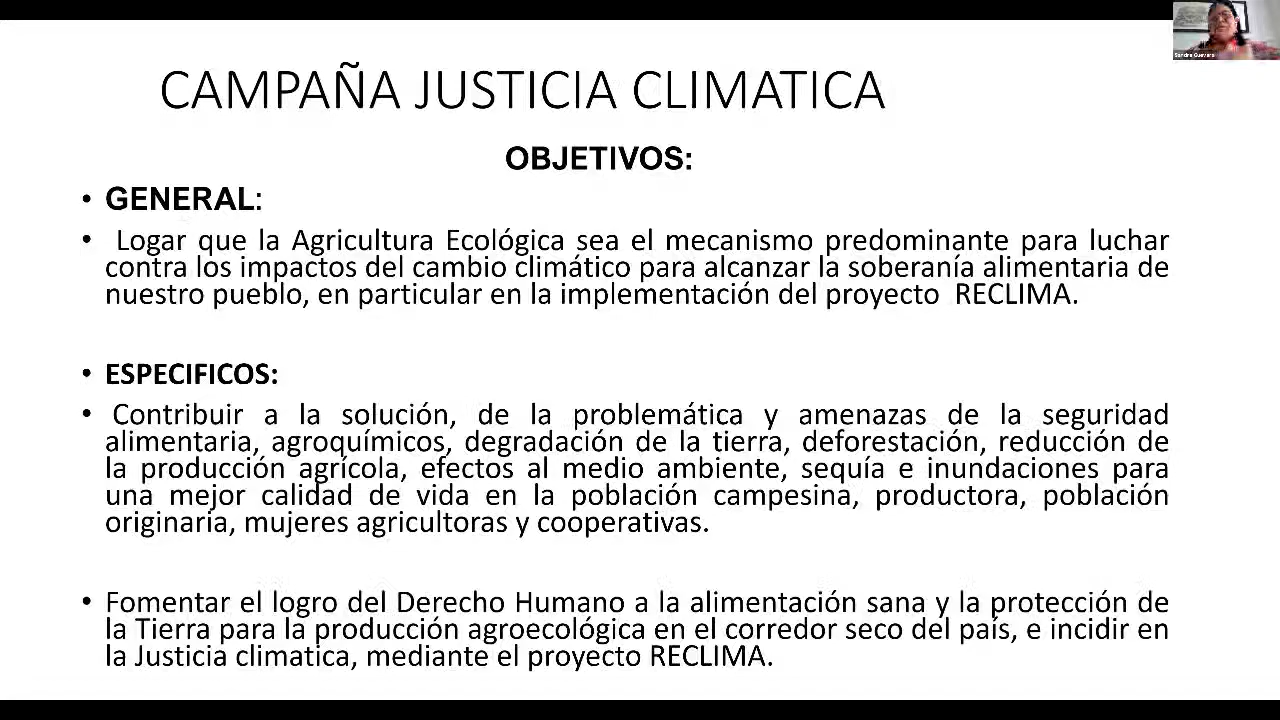 Sandra Guevara
CAMPAÑA JUSTICIA CLIMATICA
OBJETIVOS:
• GENERAL:
• Logar que la Agricultura Ecológica sea el mecanismo predominante para luchar
contra los impactos del cambio climático para alcanzar la soberanía alimentaria de
nuestro pueblo, en particular en la implementación del proyecto RECLIMA.
• ESPECIFICOS:
• Contribuir a la solución, de la problemática y amenazas de la seguridad
alimentaria, agroquímicos, degradación de la tierra, deforestación, reducción de
la producción agrícola, efectos al medio ambiente, sequía e inundaciones para
una mejor calidad de vida en la población campesina, productora, población
originaria, mujeres agricultoras y cooperativas.
• Fomentar el logro del Derecho Humano a la alimentación sana y la protección de
la Tierra para la producción agroecológica en el corredor seco del país, e incidir en
la Justicia climatica, mediante el proyecto RECLIMA.